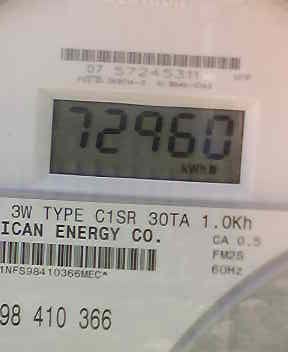 07 57245311
72960
kWh
3W TYPE C1SR 30TA 1.0Kh
ICAN ENERGY CO.
CA 0.5
FM2S
60Hz
1NFS98410366MEC*
98 410 366